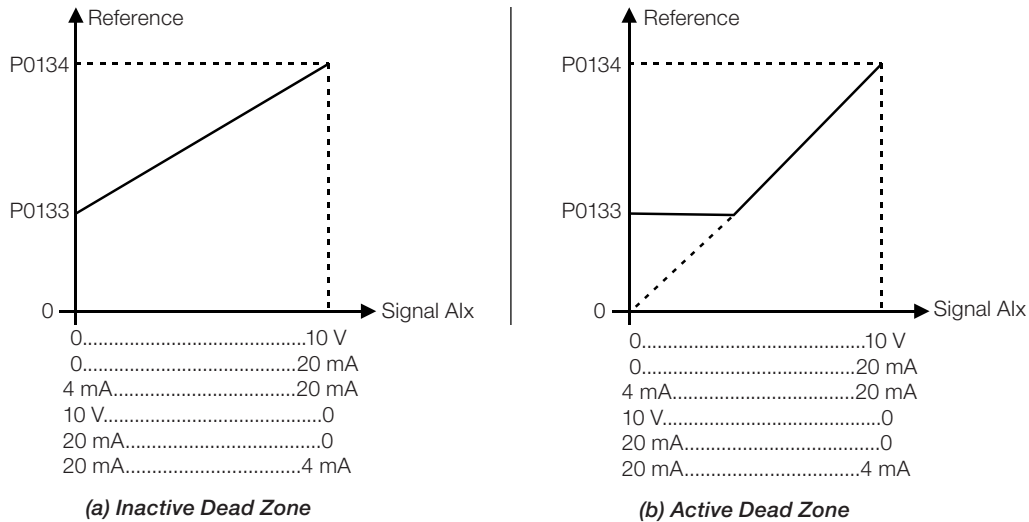 Reference
P0134
P0133
0
Signal AIx
0......................................10 V
0....................................20 mA
4 mA...............................20 mA
10 V.....................................0
20 mA.................................0
20 mA.............................4 mA
(a) Inactive Dead Zone
Reference
P0134
P0133
0
Signal AIx
0.......................................10 V
0.....................................20 mA
4 mA...............................20 mA
10 V.....................................0
20 mA..................................0
20 mA..............................4 mA
(b) Active Dead Zone